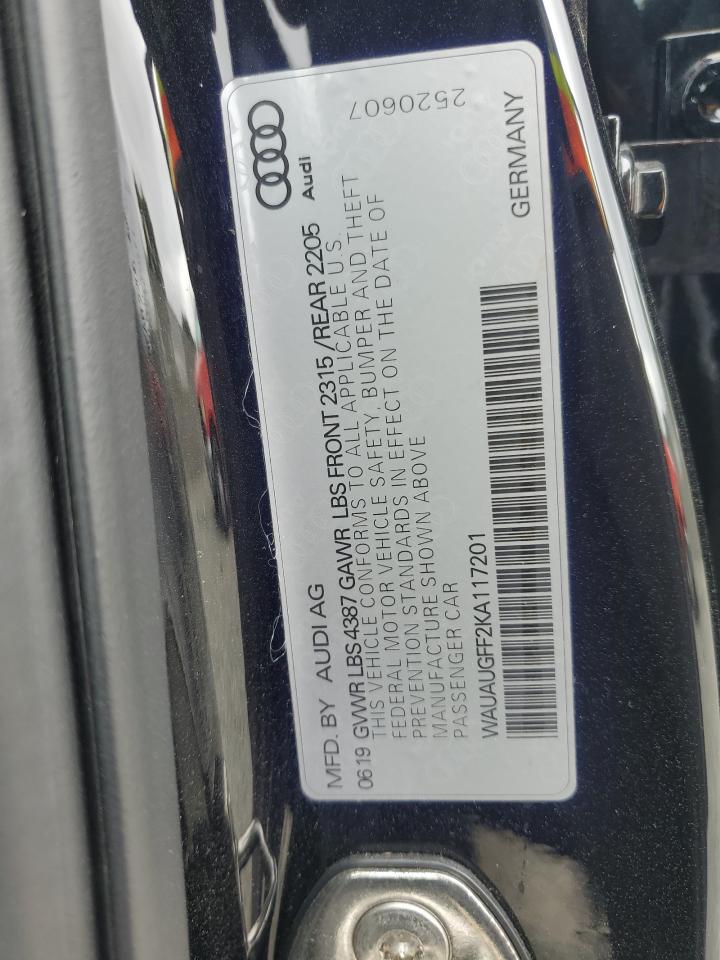 MFD. BY AUDI AG
Audi
0619 GVWR LBS 4387 GAWR LBS FRONT 2315 /REAR 2205
THIS VEHICLE CONFORMS TO ALL APPLICABLE U.S.
FEDERAL MOTOR VEHICLE SAFETY, BUMPER AND THEFT
PREVENTION STANDARDS IN EFFECT ON THE DATE OF
MANUFACTURE SHOWN ABOVE
PASSENGER CAR
2520607
WAUAUGFF2KA117201
GERMANY